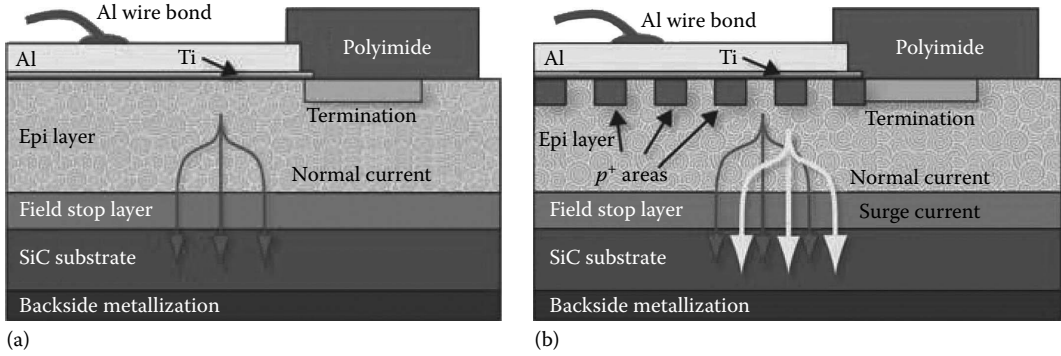 Al wire bond
Al
Ti
Polyimide
Epi layer
Termination
Normal current
Field stop layer
SiC substrate
Backside metallization
(a)
Al wire bond
Al
Ti
Polyimide
Epi layer
Termination
p+ areas
Normal current
Field stop layer
Surge current
SiC substrate
Backside metallization
(b)